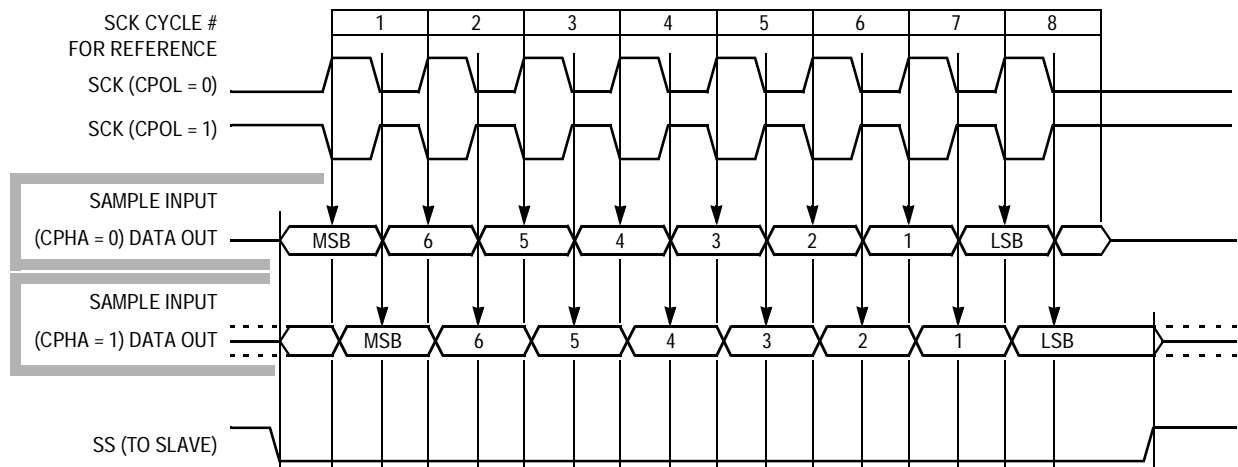 SCK CYCLE #
FOR REFERENCE
1 2 3 4 5 6 7 8
SCK (CPOL = 0)
SCK (CPOL = 1)
SAMPLE INPUT
(CPHA = 0) DATA OUT
MSB 6 5 4 3 2 1 LSB
SAMPLE INPUT
(CPHA = 1) DATA OUT
MSB 6 5 4 3 2 1 LSB
SS (TO SLAVE)